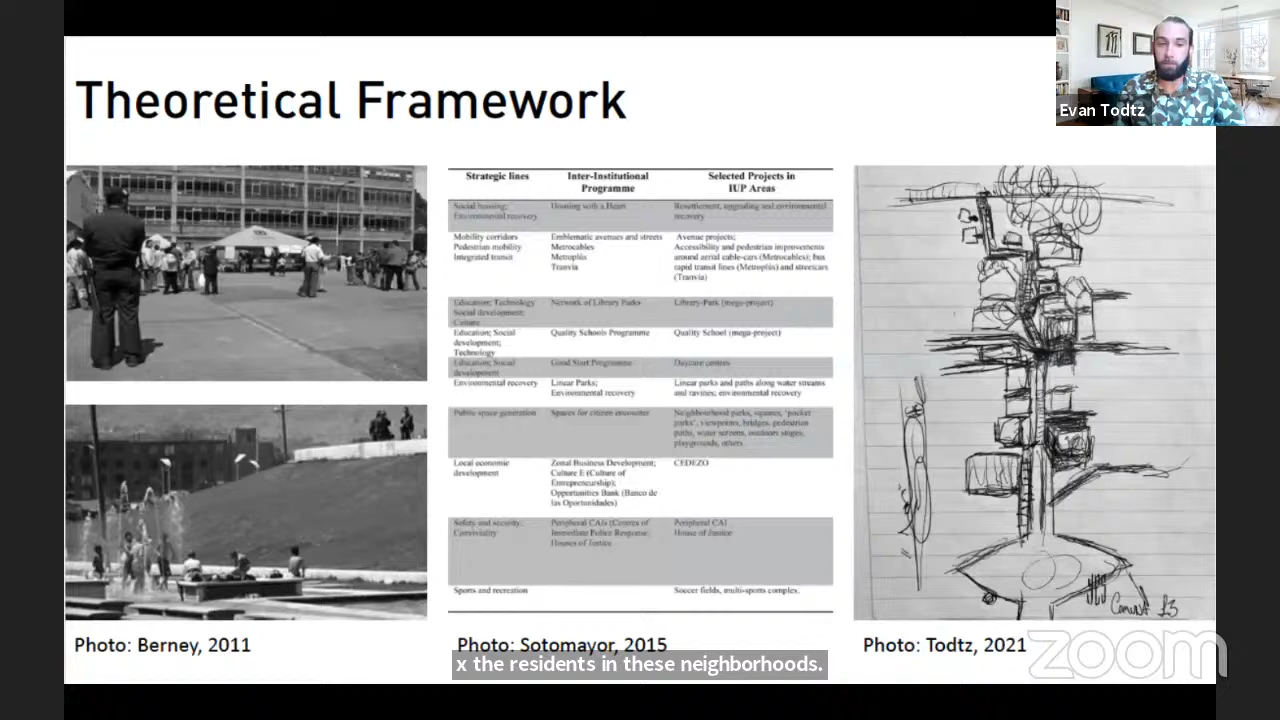 Theoretical Framework
Evan Todtz
Strategic lines
Inter-Institutional
Programme
Selected Projects in
IUP Areas
Social housing;
Environmental recovery
Housing with a Heart
Resettlement, upgrading and environmental
recovery
Mobility corridors
Pedestrian mobility
Integrated transit
Emblematic avenues and streets
Metrocables
Metroplús
Tranvia
Avenue projects;
Accessibility and pedestrian improvements
around aerial cable-cars (Metrocables); bus
rapid transit lines (Metroplús) and streetcars
(Tranvia)
Education; Technology
Social development;
Culture
Network of Library Parks
Library-Park (mega-project)
Education; Social
development;
Technology
Quality Schools Programme
Quality School (mega-project)
Education; Social
development
Good Start Programme
Daycare centers
Environmental recovery
Linear Parks;
Environmental recovery
Linear parks and paths along water streams
and ravines; environmental recovery
Public space generation
Spaces for citizen encounter
Neighbourhood parks, squares, 'pocket
parks', viewpoints, bridges, pedestrian
paths, water screens, outdoor stages,
playgrounds, others.
Local economic
development
Zonal Business Development;
Culture E (Culture of
Entrepreneurship);
Opportunities Bank (Banco de
las Oportunidades)
CEDEZO
Safety and security;
Conviviality
Peripheral CAIs (Centres of
Immediate Police Response;
Houses of Justice
Peripheral CAI
House of Justice
Sports and recreation
Soccer fields, multi-sports complex.
Photo: Berney, 2011
Photo: Sotomayor, 2015
Photo: Todtz, 2021
x the residents in these neighborhoods.
zoom